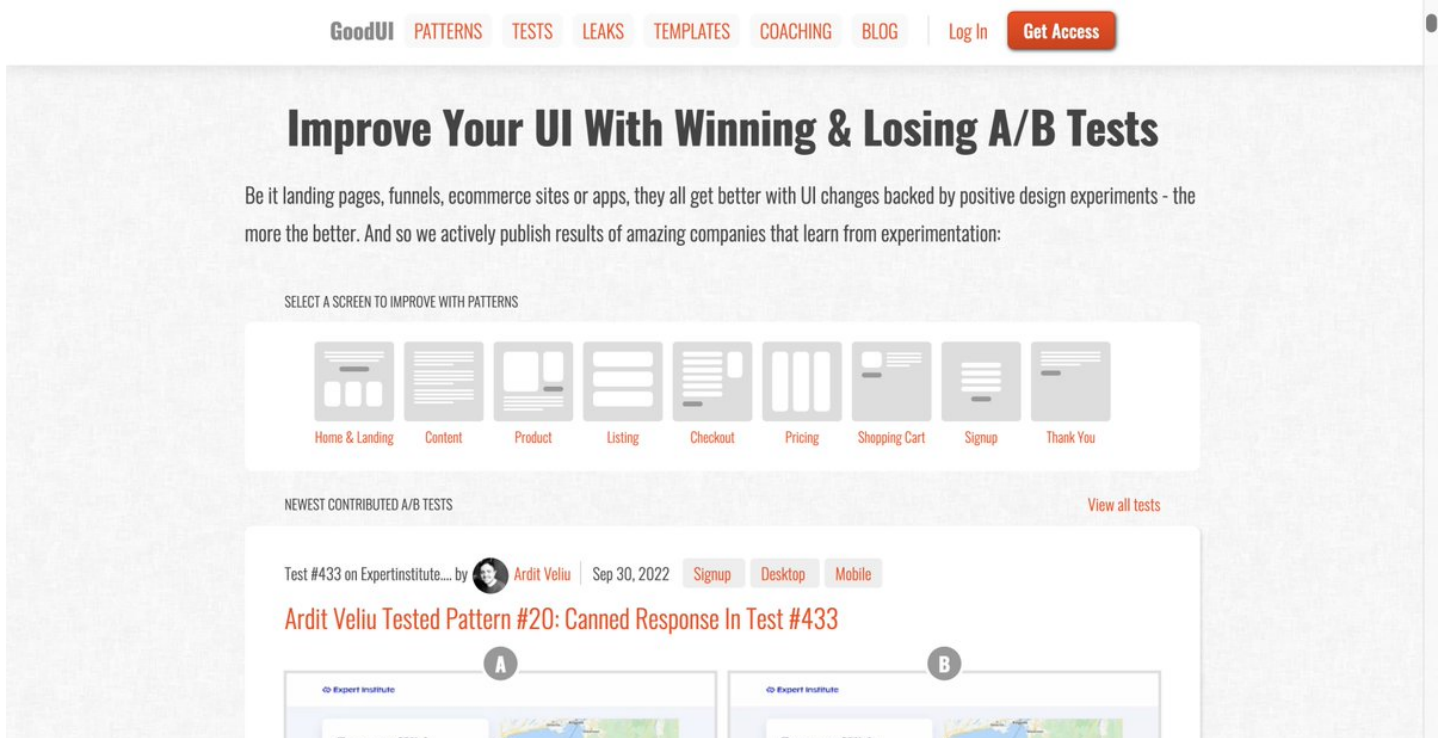 GoodUI PATTERNS TESTS LEAKS TEMPLATES COACHING BLOG Log In Get Access
Improve Your UI With Winning & Losing A/B Tests
Be it landing pages, funnels, ecommerce sites or apps, they all get better with UI changes backed by positive design experiments - the
more the better. And so we actively publish results of amazing companies that learn from experimentation:
SELECT A SCREEN TO IMPROVE WITH PATTERNS
Home & Landing Content Product Listing Checkout Pricing Shopping Cart Signup Thank You
NEWEST CONTRIBUTED A/B TESTS View all tests
Test #433 on Expertinstitute.... by Ardit Veliu Sep 30, 2022 Signup Desktop Mobile
Ardit Veliu Tested Pattern #20: Canned Response In Test #433
A B
Expert Institute Expert Institute